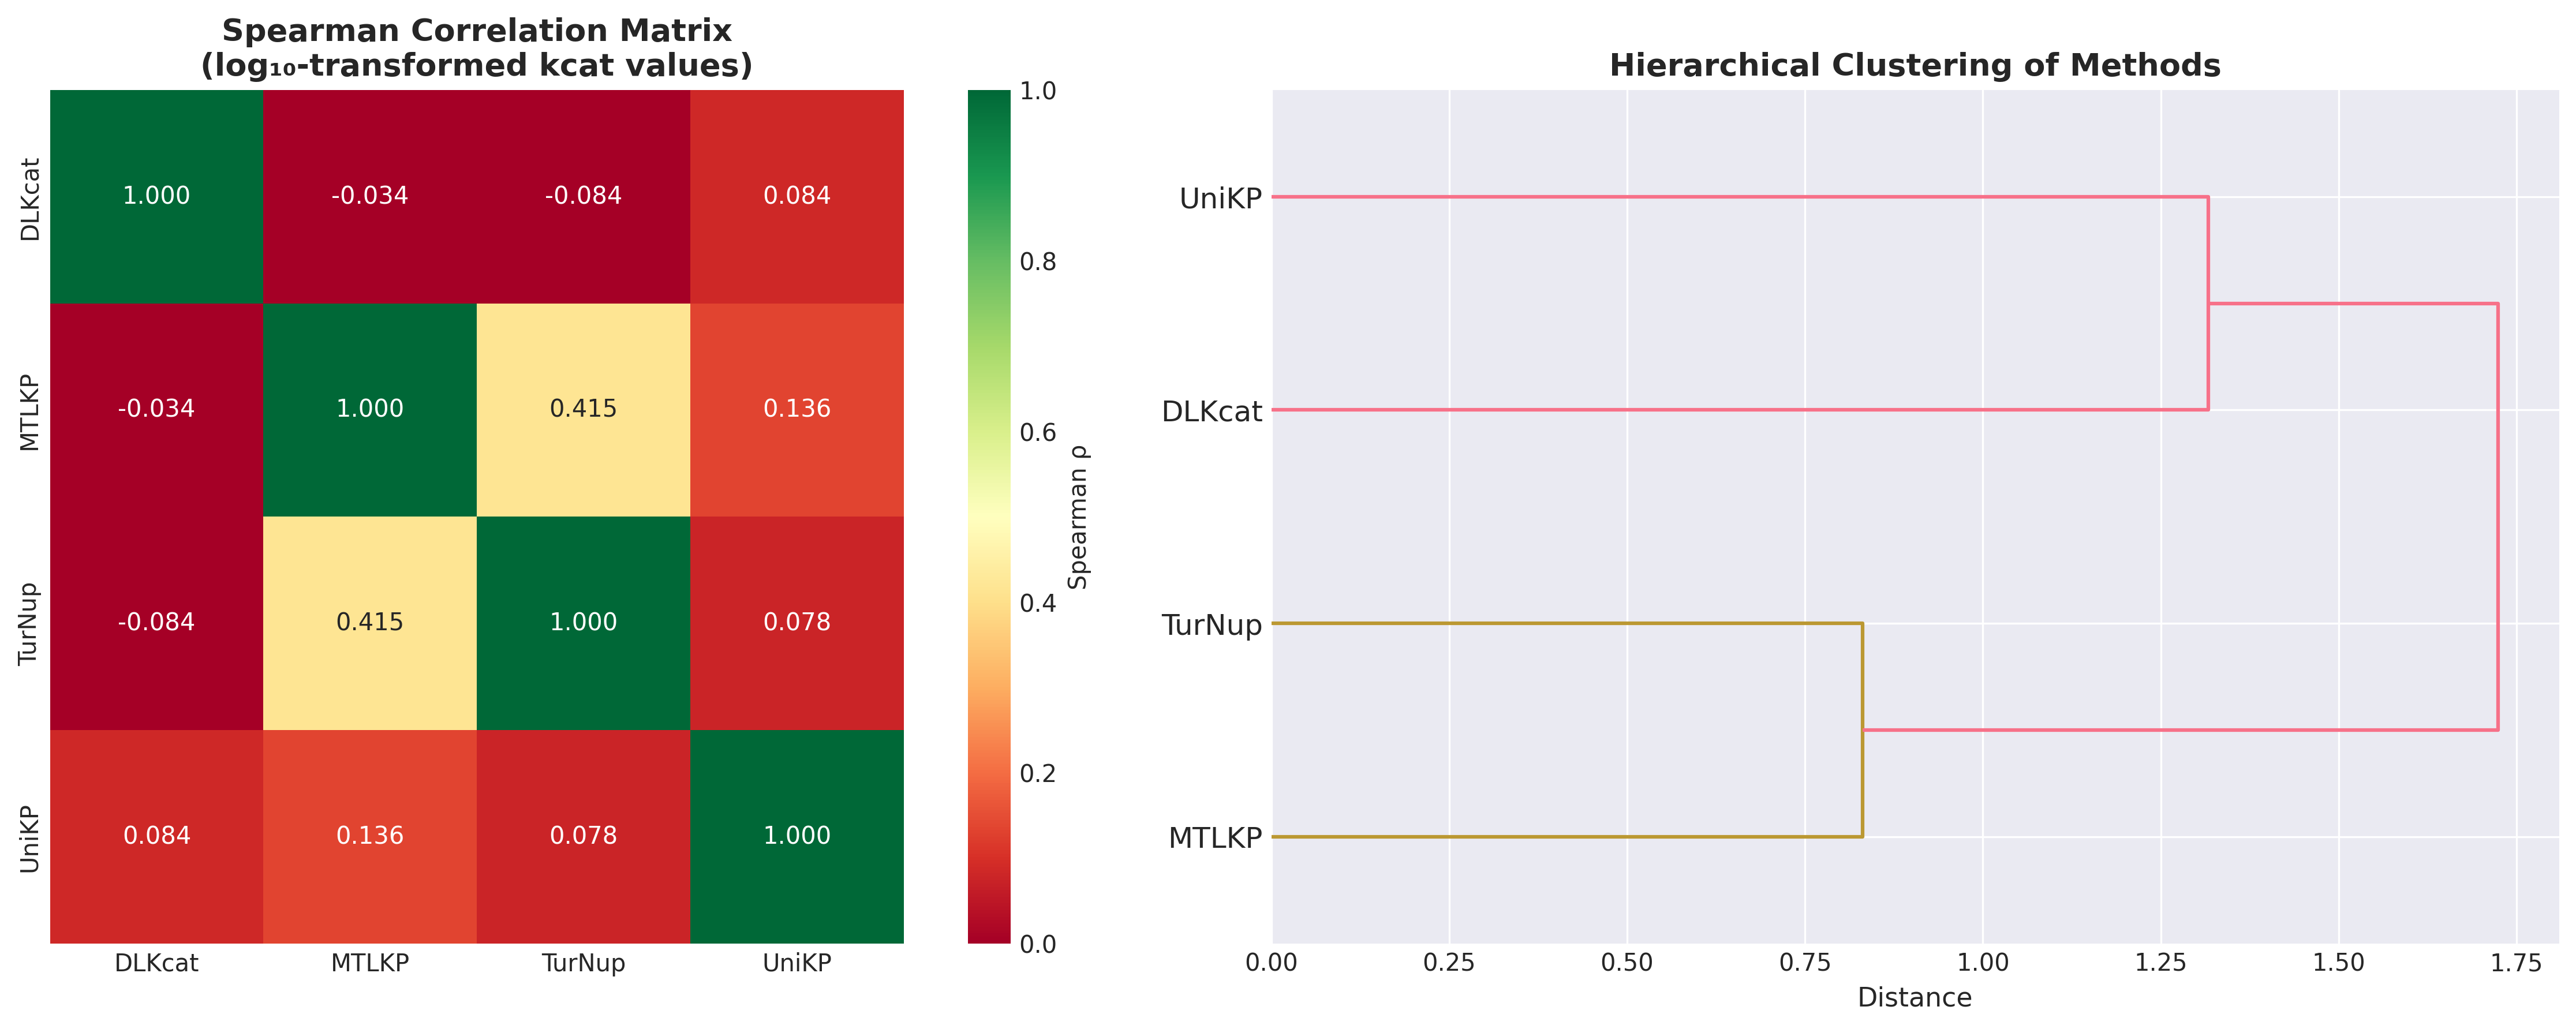 Spearman Correlation Matrix
(log₁₀-transformed kcat values)
DLKcat
MTLKP
TurNup
UniKP
1.000 -0.034 -0.084 0.084
-0.034 1.000 0.415 0.136
-0.084 0.415 1.000 0.078
0.084 0.136 0.078 1.000
DLKcat MTLKP TurNup UniKP
1.0
0.8
0.6
0.4
0.2
0.0
Spearman ρ
Hierarchical Clustering of Methods
UniKP
DLKcat
TurNup
MTLKP
0.00 0.25 0.50 0.75 1.00 1.25 1.50 1.75
Distance